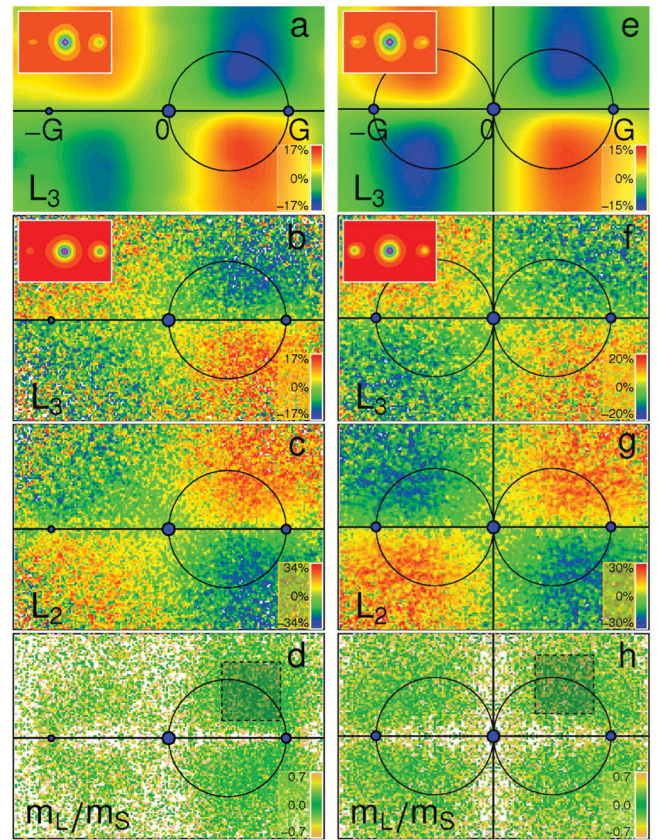 a
−G 0 G
17%
0%
−17%
L3
e
−G 0 G
15%
0%
−15%
L3
b
17%
0%
−17%
L3
f
20%
0%
−20%
L3
c
34%
0%
−34%
L2
g
30%
0%
−30%
L2
d
0.7
0.0
−0.7
mL/mS
h
0.7
0.0
−0.7
mL/mS